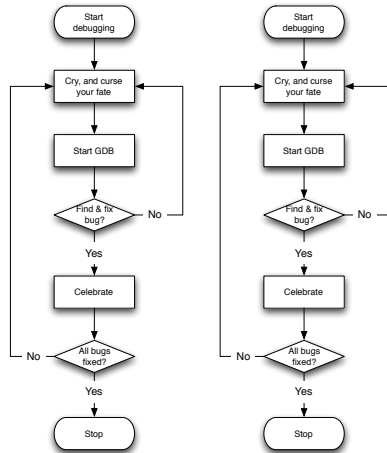 Start
debugging
Cry, and curse
your fate
Start GDB
Find & fix
bug?
No
Yes
Celebrate
All bugs
fixed?
No
Yes
Stop
Start
debugging
Cry, and curse
your fate
Start GDB
Find & fix
bug?
No
Yes
Celebrate
All bugs
fixed?
No
Yes
Stop